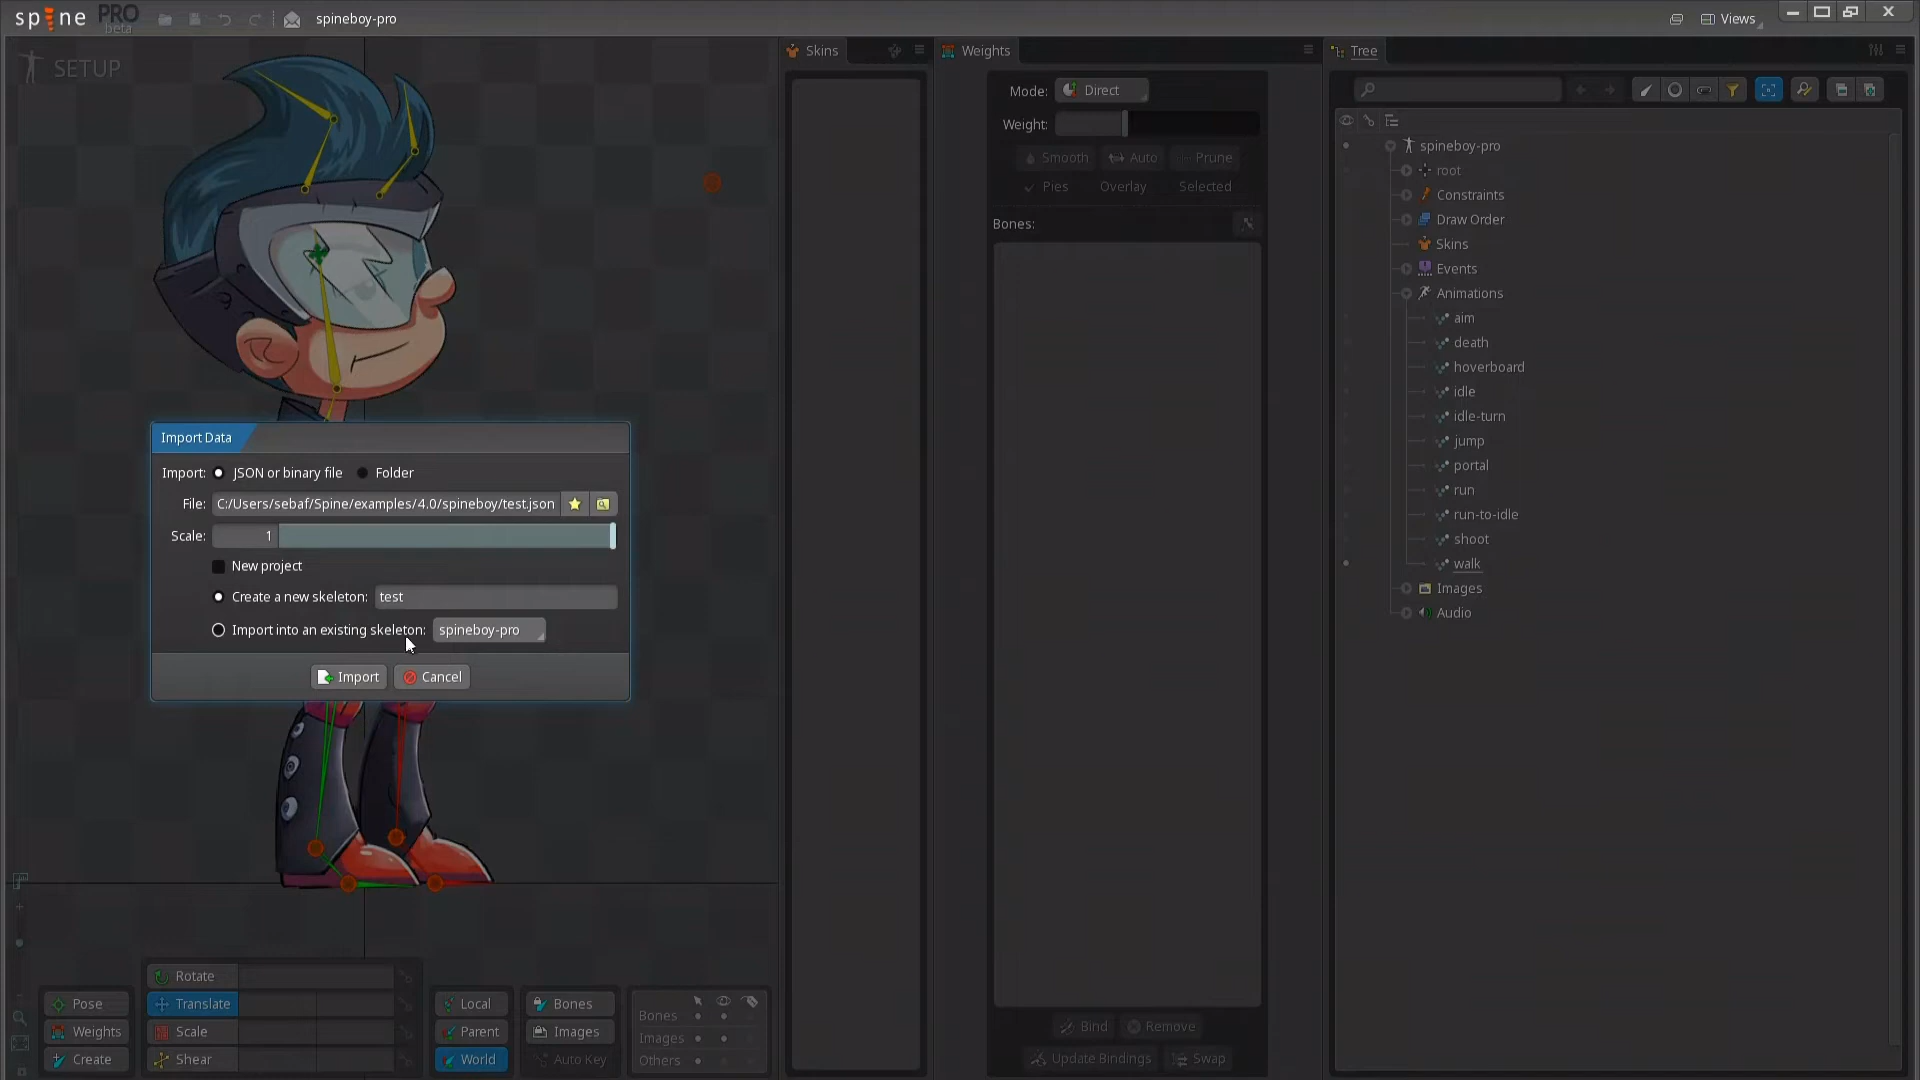 spine PRO beta
spineboy-pro
Views
SETUP
Skins
Weights
Tree
Mode: Direct
Weight:
Smooth Auto Prune
Pies Overlay Selected
Bones:
spineboy-pro
root
Constraints
Draw Order
Skins
Events
Animations
aim
death
hoverboard
idle
idle-turn
jump
portal
run
run-to-idle
shoot
walk
Images
Audio
Import Data
Import: JSON or binary file Folder
File: C:/Users/sebaf/Spine/examples/4.0/spineboy/test.json
Scale: 1
New project
Create a new skeleton: test
Import into an existing skeleton: spineboy-pro
Import Cancel
Pose
Weights
Create
Rotate
Translate
Scale
Shear
Local
Parent
World
Bones
Images
Auto Key
Bones
Images
Others
Bind Remove
Update Bindings Swap